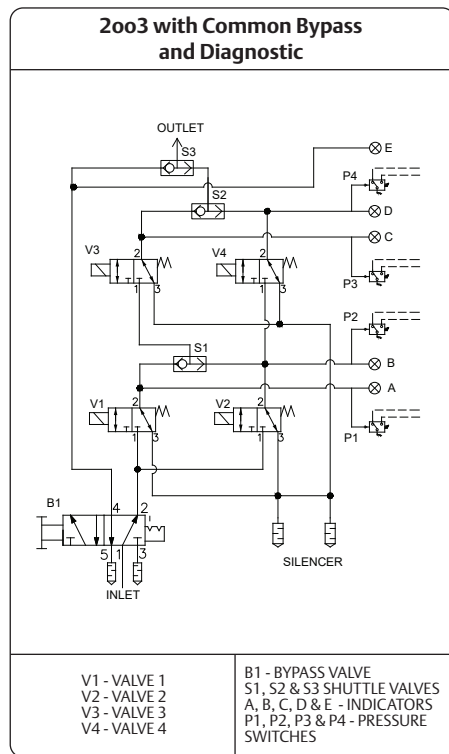 2oo3 with Common Bypass
and Diagnostic
OUTLET
S3
E
P4
S2
D
C
V3
2
V4
2
1
3
1
3
P3
P2
S1
B
A
V1
2
V2
2
1
3
1
3
P1
B1
4
2
5
1
3
INLET
SILENCER
V1 - VALVE 1
V2 - VALVE 2
V3 - VALVE 3
V4 - VALVE 4
B1 - BYPASS VALVE
S1, S2 & S3 SHUTTLE VALVES
A, B, C, D & E - INDICATORS
P1, P2, P3 & P4 - PRESSURE
SWITCHES